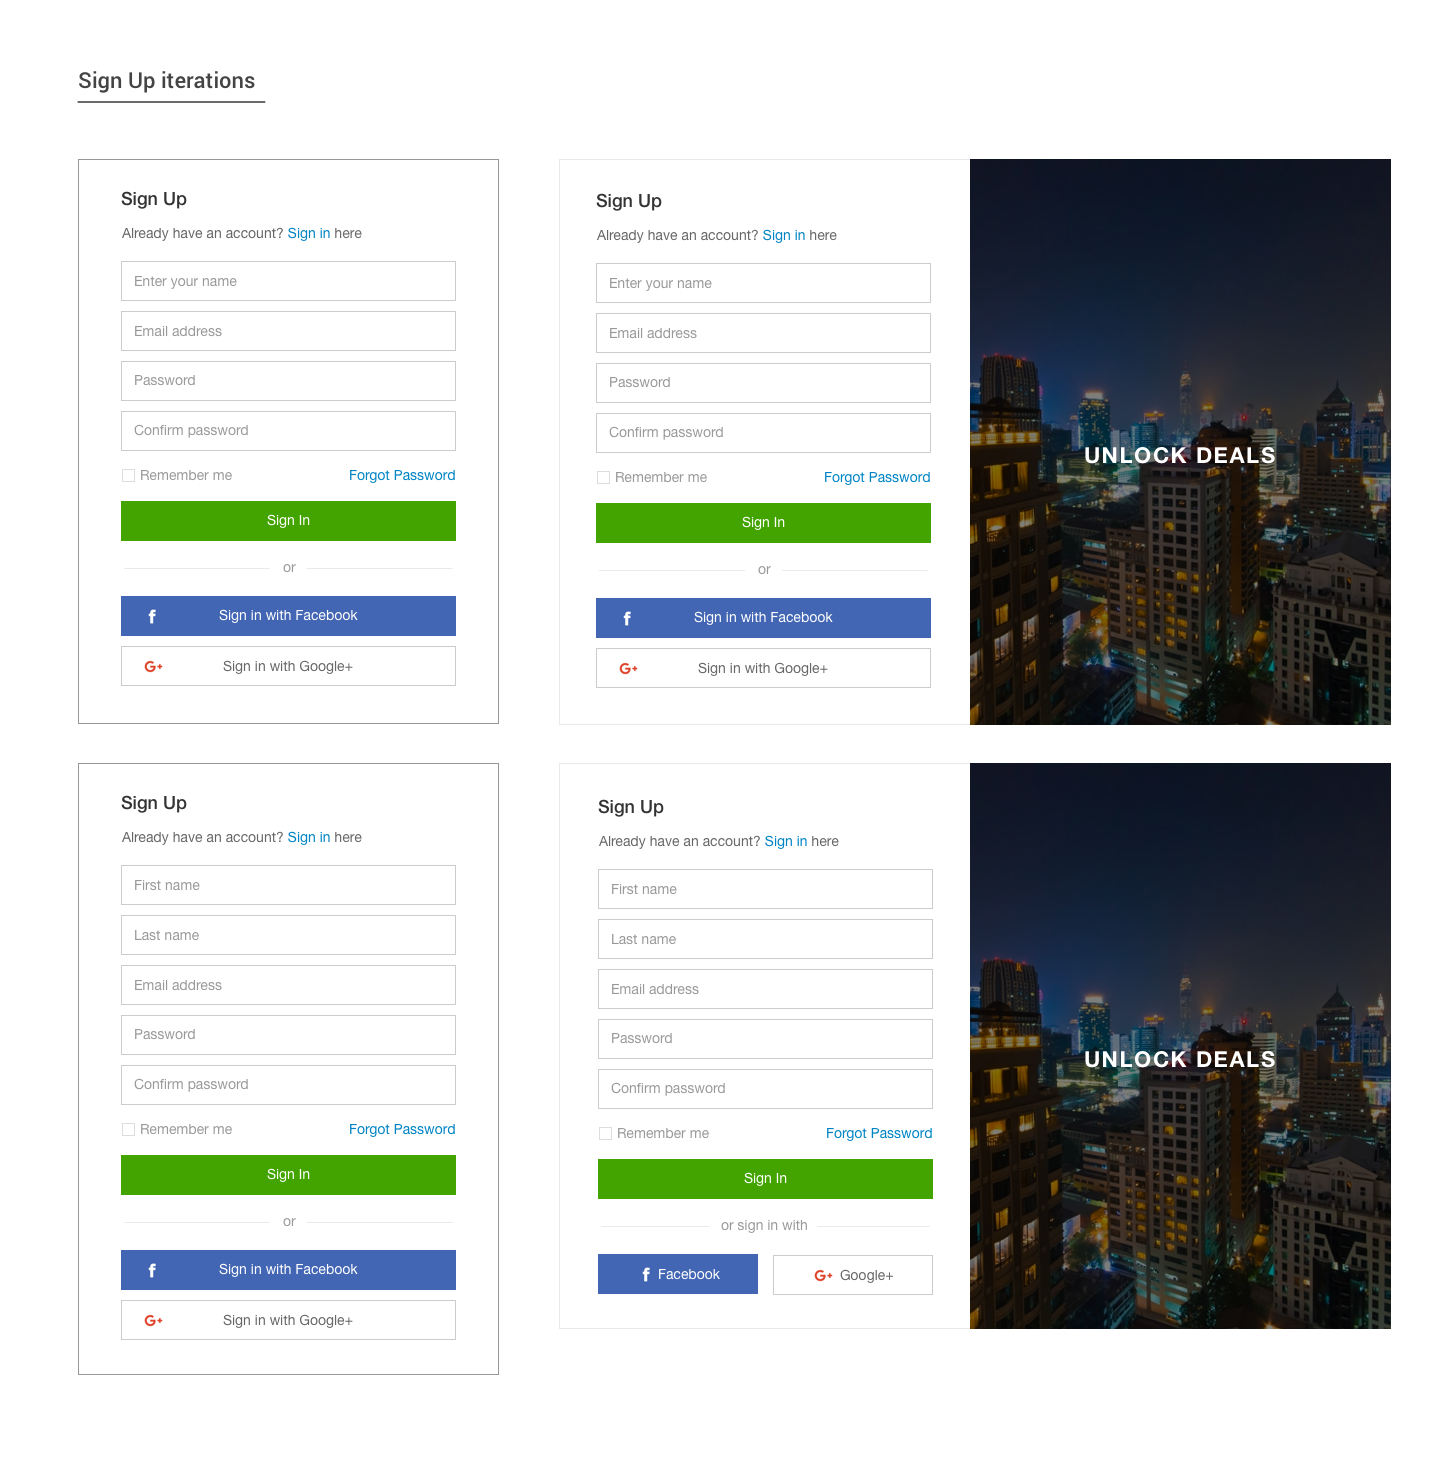 Sign Up iterations
Sign Up
Already have an account? Sign in here
Enter your name
Email address
Password
Confirm password
Remember me Forgot Password
Sign In
or
Sign in with Facebook
G+ Sign in with Google+
Sign Up
Already have an account? Sign in here
Enter your name
Email address
Password
Confirm password
Remember me Forgot Password
Sign In
or
Sign in with Facebook
G+ Sign in with Google+
UNLOCK DEALS
Sign Up
Already have an account? Sign in here
First name
Last name
Email address
Password
Confirm password
Remember me Forgot Password
Sign In
or
Sign in with Facebook
G+ Sign in with Google+
Sign Up
Already have an account? Sign in here
First name
Last name
Email address
Password
Confirm password
Remember me Forgot Password
Sign In
or sign in with
Facebook G+ Google+
UNLOCK DEALS